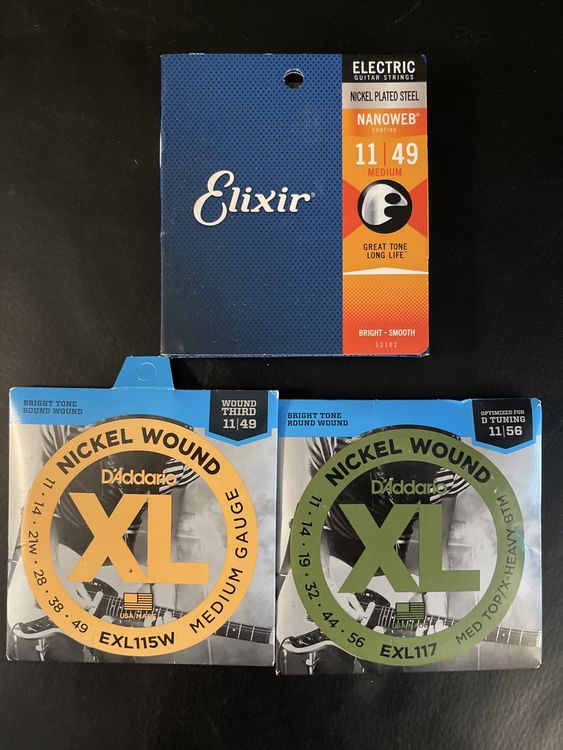 ELECTRIC
GUITAR STRINGS
NICKEL PLATED STEEL
NANOWEB®
COATING
11 | 49
MEDIUM
Elixir®
GREAT TONE
LONG LIFE™
BRIGHT • SMOOTH
12102
BRIGHT TONE
ROUND WOUND
WOUND
THIRD
11|49
NICKEL WOUND
D'Addario
XL
11 • 14 • 21W • 28 • 38 • 49
MEDIUM GAUGE
EXL115W
BRIGHT TONE
ROUND WOUND
OPTIMIZED FOR
D TUNING
11|56
NICKEL WOUND
D'Addario
XL
11 • 14 • 19 • 32 • 44 • 56
MED TOP/X-HEAVY BTM
EXL117